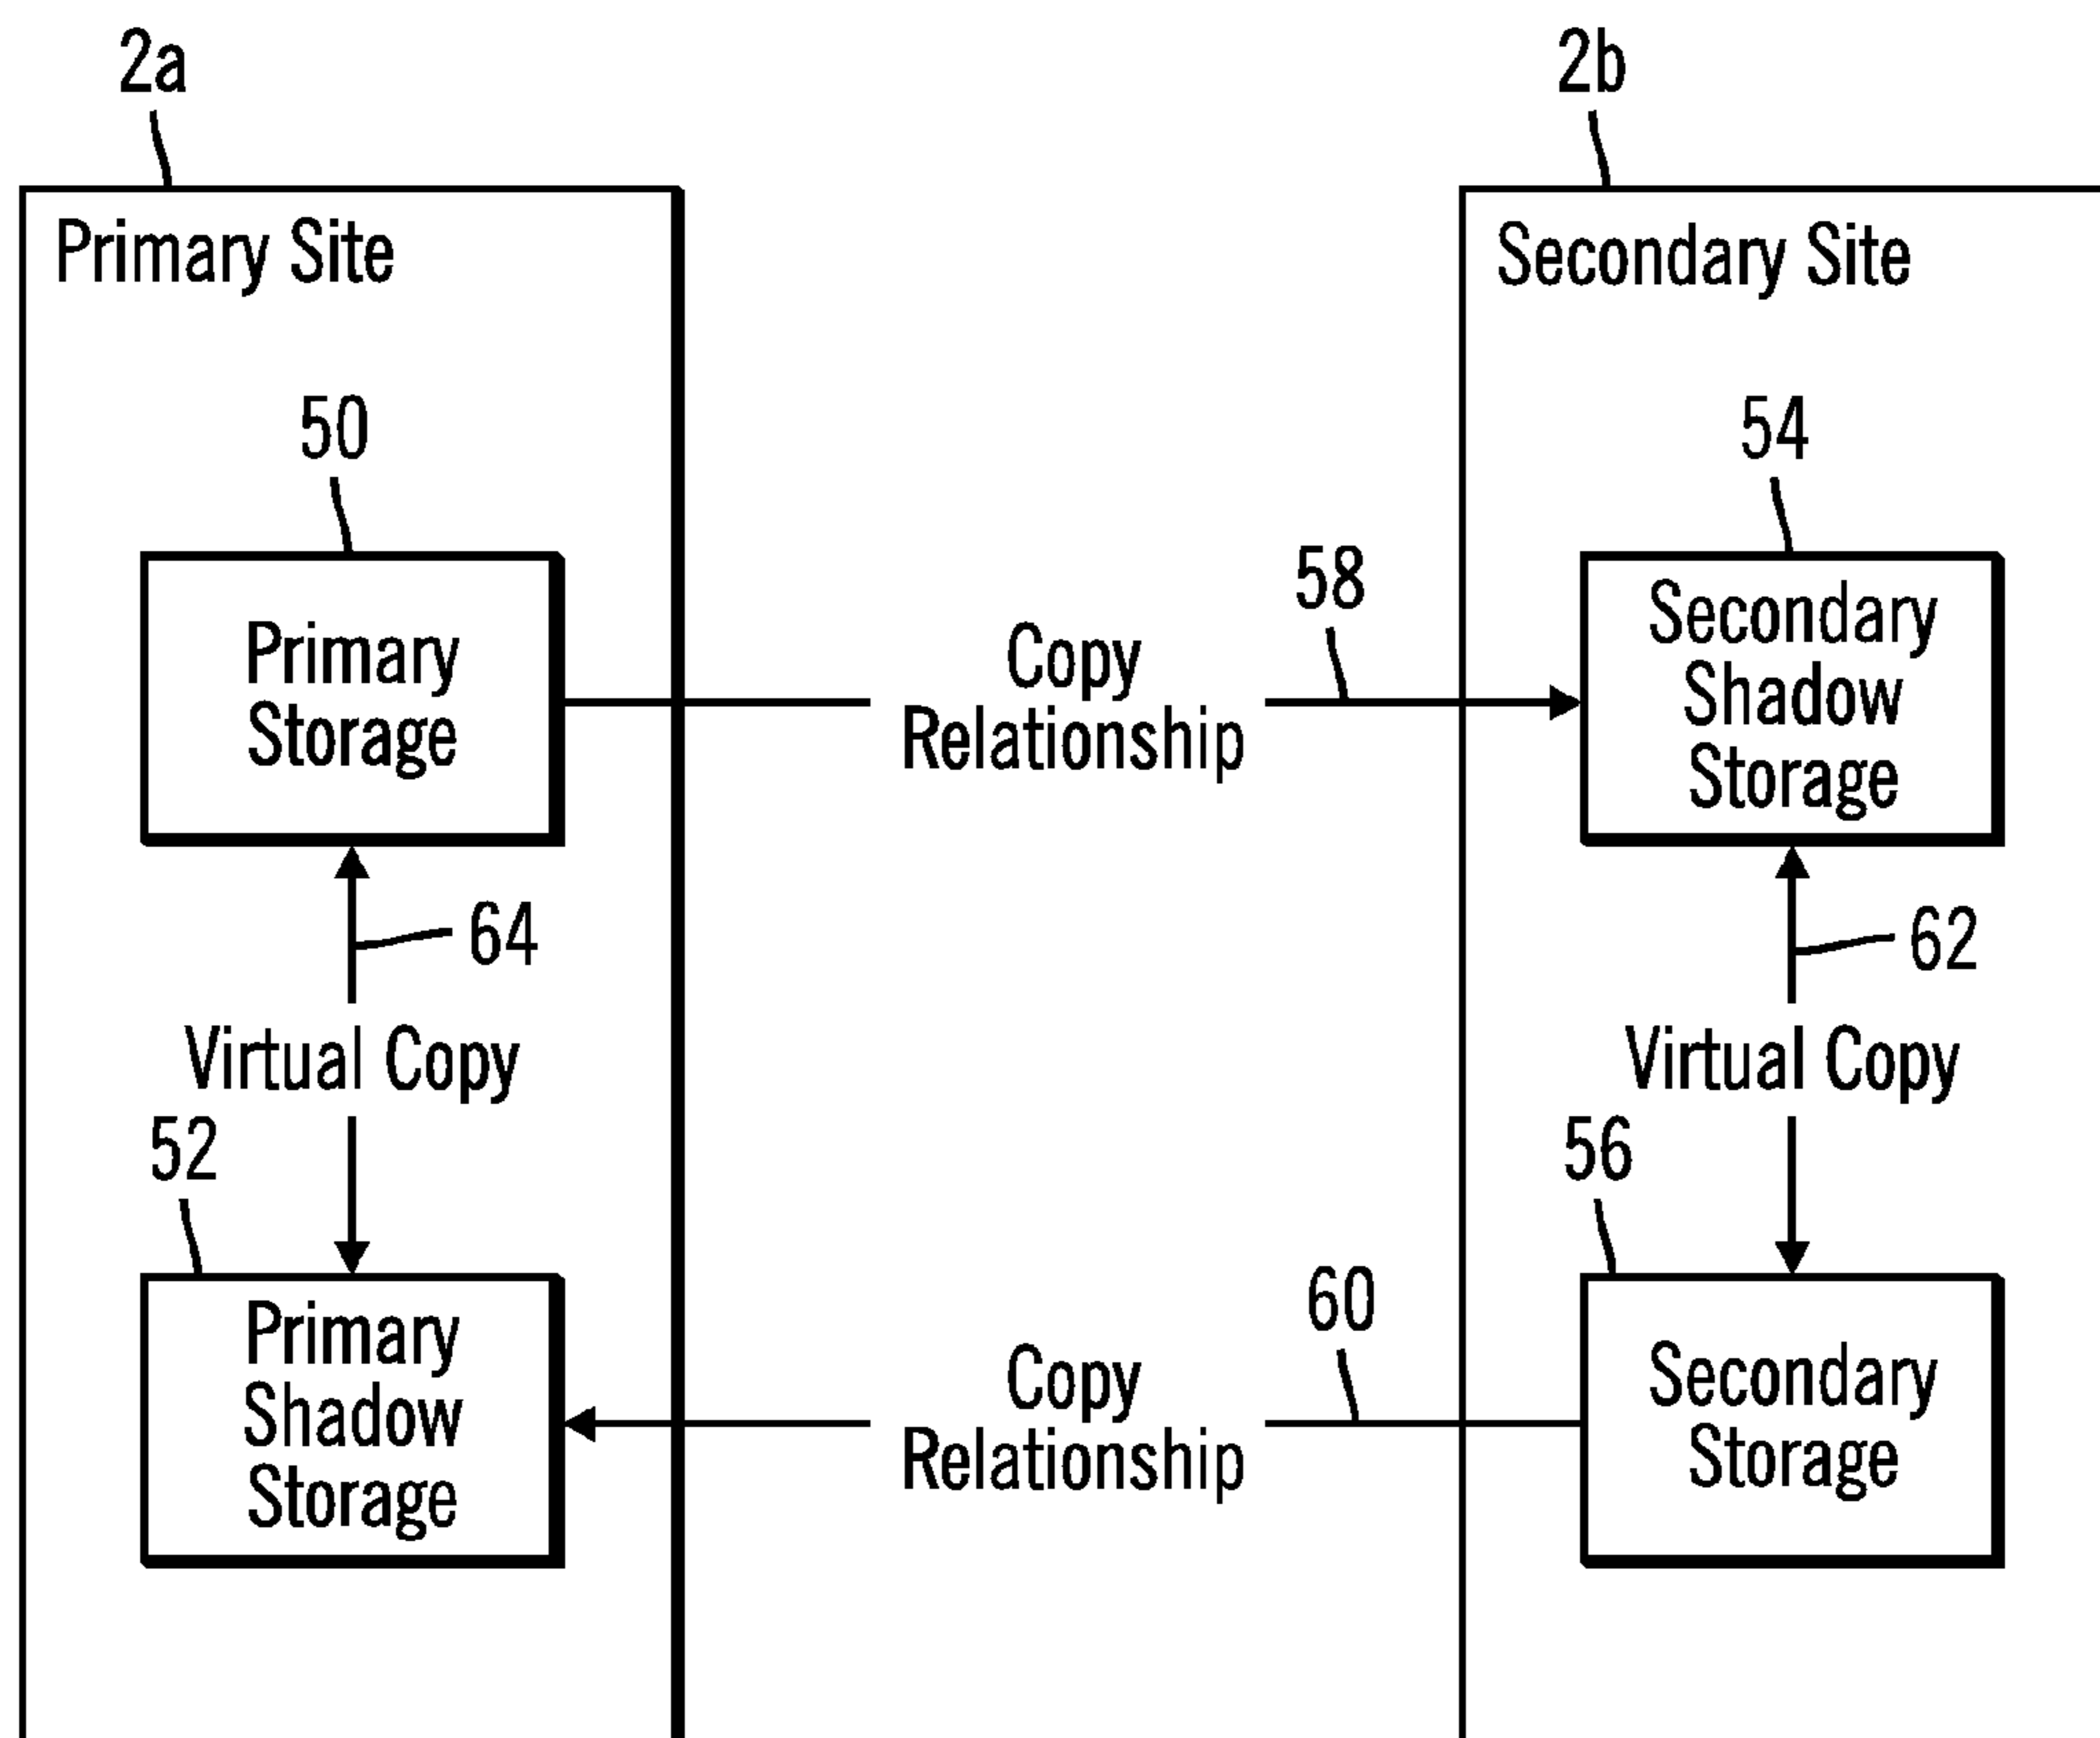 2a
2b
Primary Site
Secondary Site
50
54
58
Primary
Storage
Copy
Relationship
Secondary
Shadow
Storage
64
62
Virtual Copy
Virtual Copy
52
56
60
Primary
Shadow
Storage
Copy
Relationship
Secondary
Storage